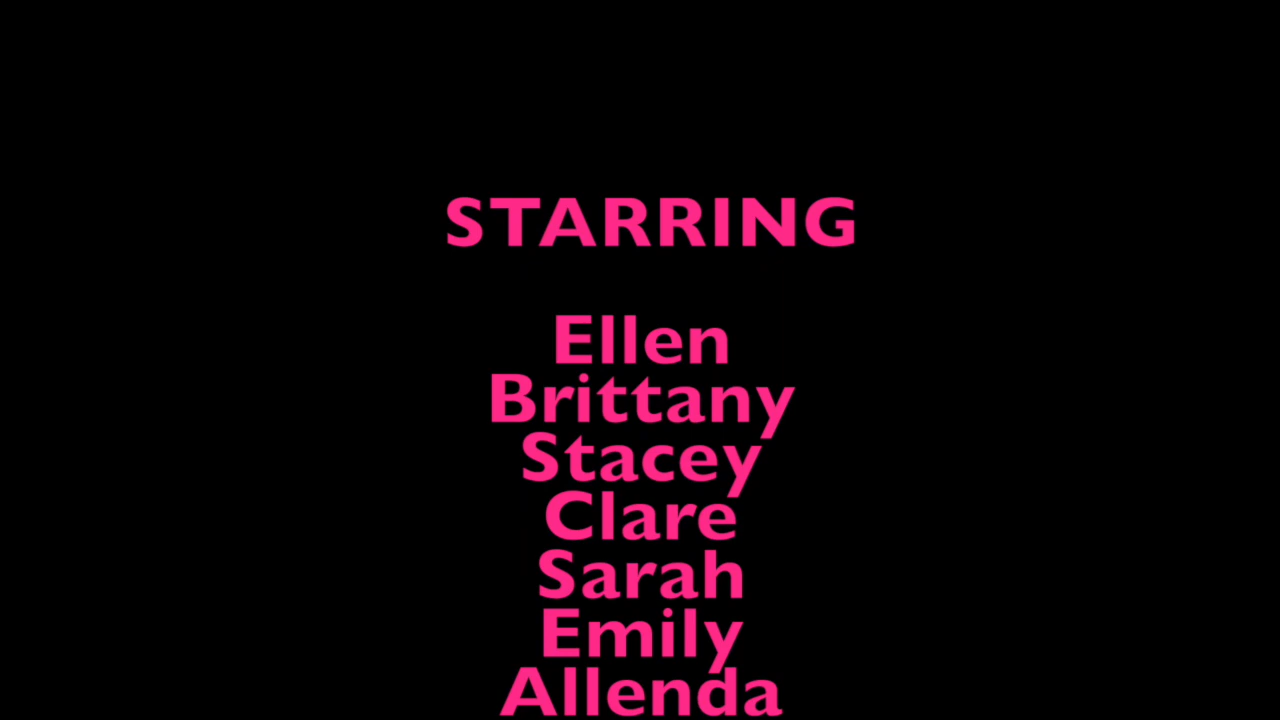 STARRING
Ellen
Brittany
Stacey
Clare
Sarah
Emily
Allenda